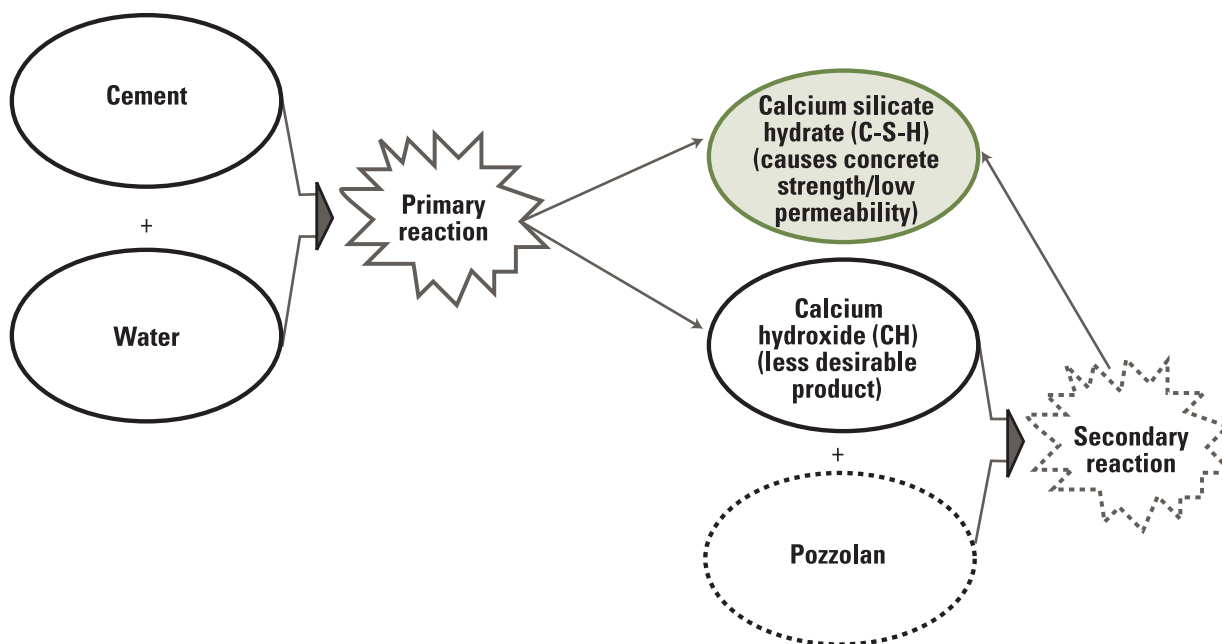 Cement
+
Water
Primary
reaction
Calcium silicate
hydrate (C-S-H)
(causes concrete
strength/low
permeability)
Calcium
hydroxide (CH)
(less desirable
product)
+
Pozzolan
Secondary
reaction